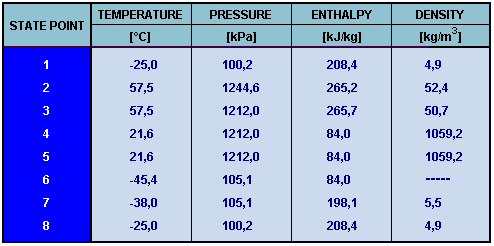 STATE POINT TEMPERATURE PRESSURE ENTHALPY DENSITY
[°C] [kPa] [kJ/kg] [kg/m3]
1 -25,0 100,2 208,4 4,9
2 57,5 1244,6 265,2 52,4
3 57,5 1212,0 265,7 50,7
4 21,6 1212,0 84,0 1059,2
5 21,6 1212,0 84,0 1059,2
6 -45,4 105,1 84,0 -----
7 -38,0 105,1 198,1 5,5
8 -25,0 100,2 208,4 4,9